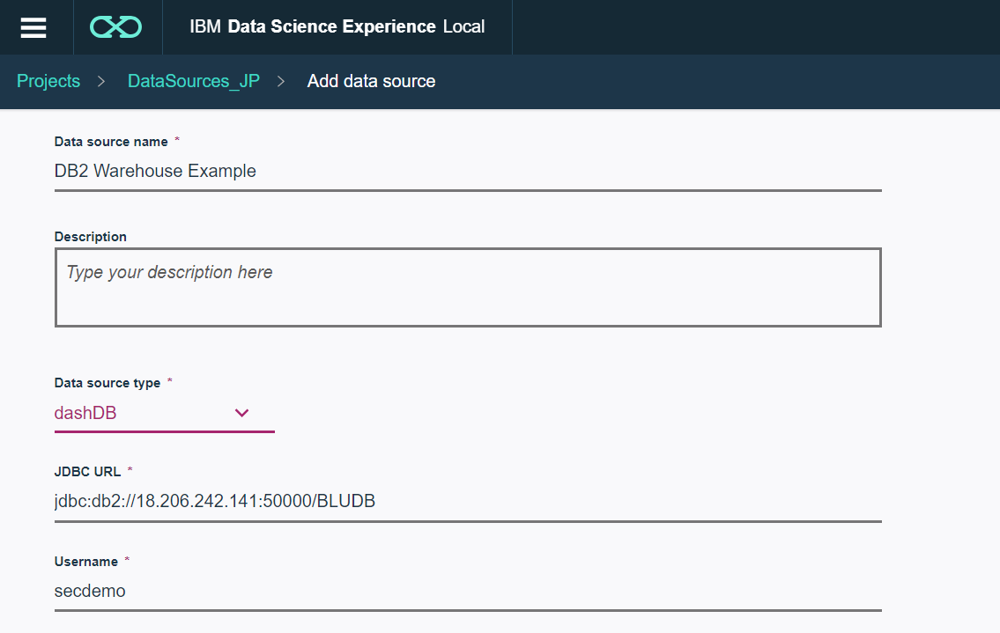 IBM Data Science Experience Local
Projects > DataSources_JP > Add data source
Data source name *
DB2 Warehouse Example
Description
Type your description here
Data source type *
dashDB
JDBC URL *
jdbc:db2://18.206.242.141:50000/BLUDB
Username *
secdemo